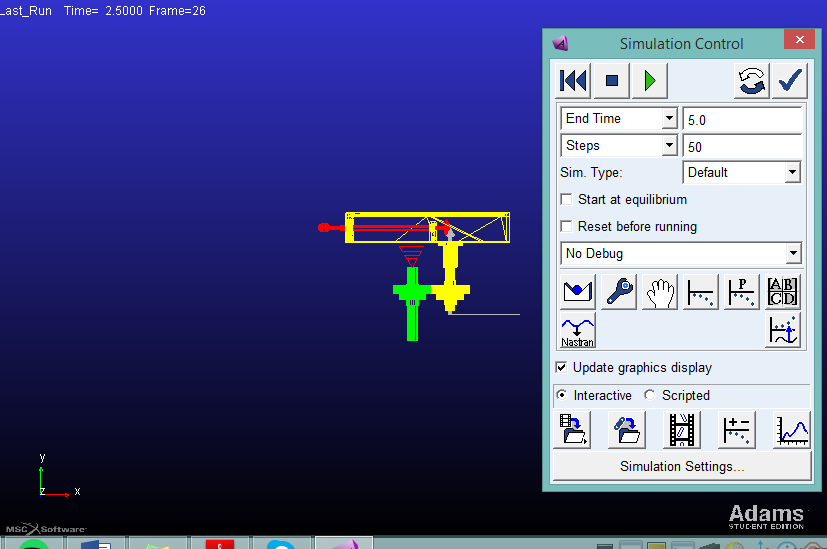 Last_Run Time= 2.5000 Frame=26
Simulation Control
End Time 5.0
Steps 50
Sim. Type: Default
Start at equilibrium
Reset before running
No Debug
P
A B
C D
Nastran
Update graphics display
Interactive Scripted
Simulation Settings...
y
z x
MSC Software
Adams
STUDENT EDITION